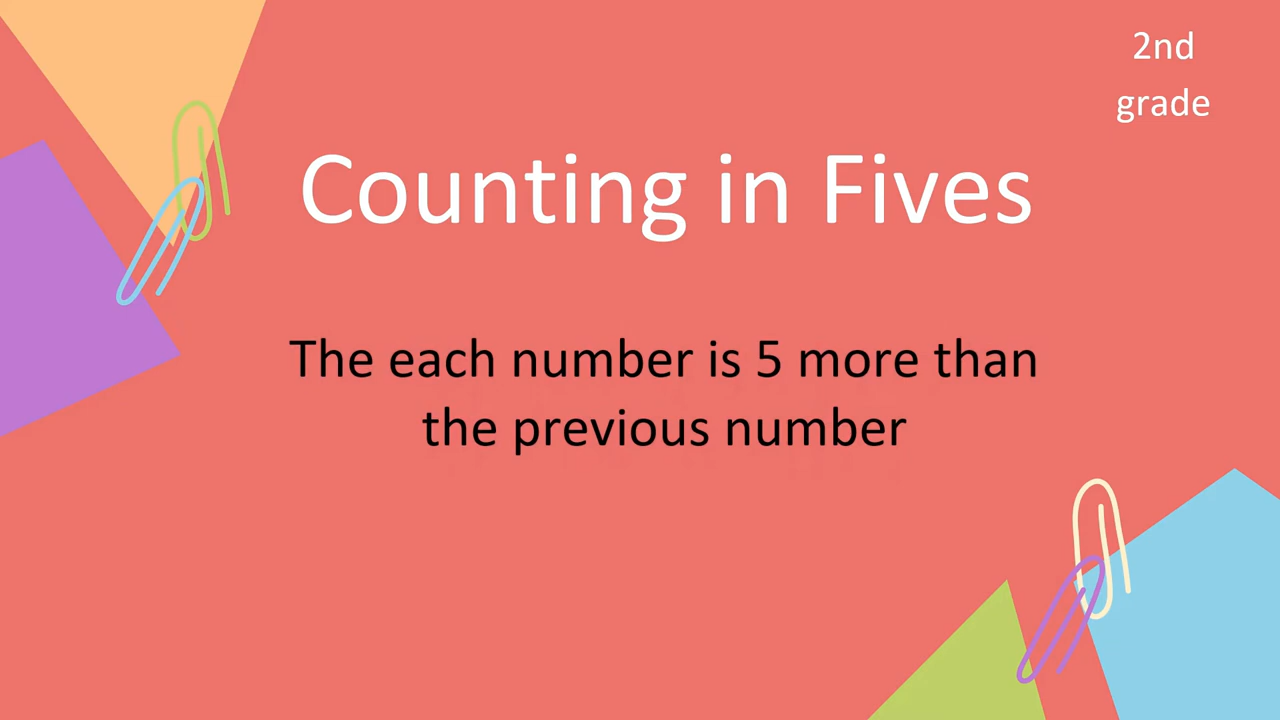 2nd
grade
Counting in Fives
The each number is 5 more than
the previous number